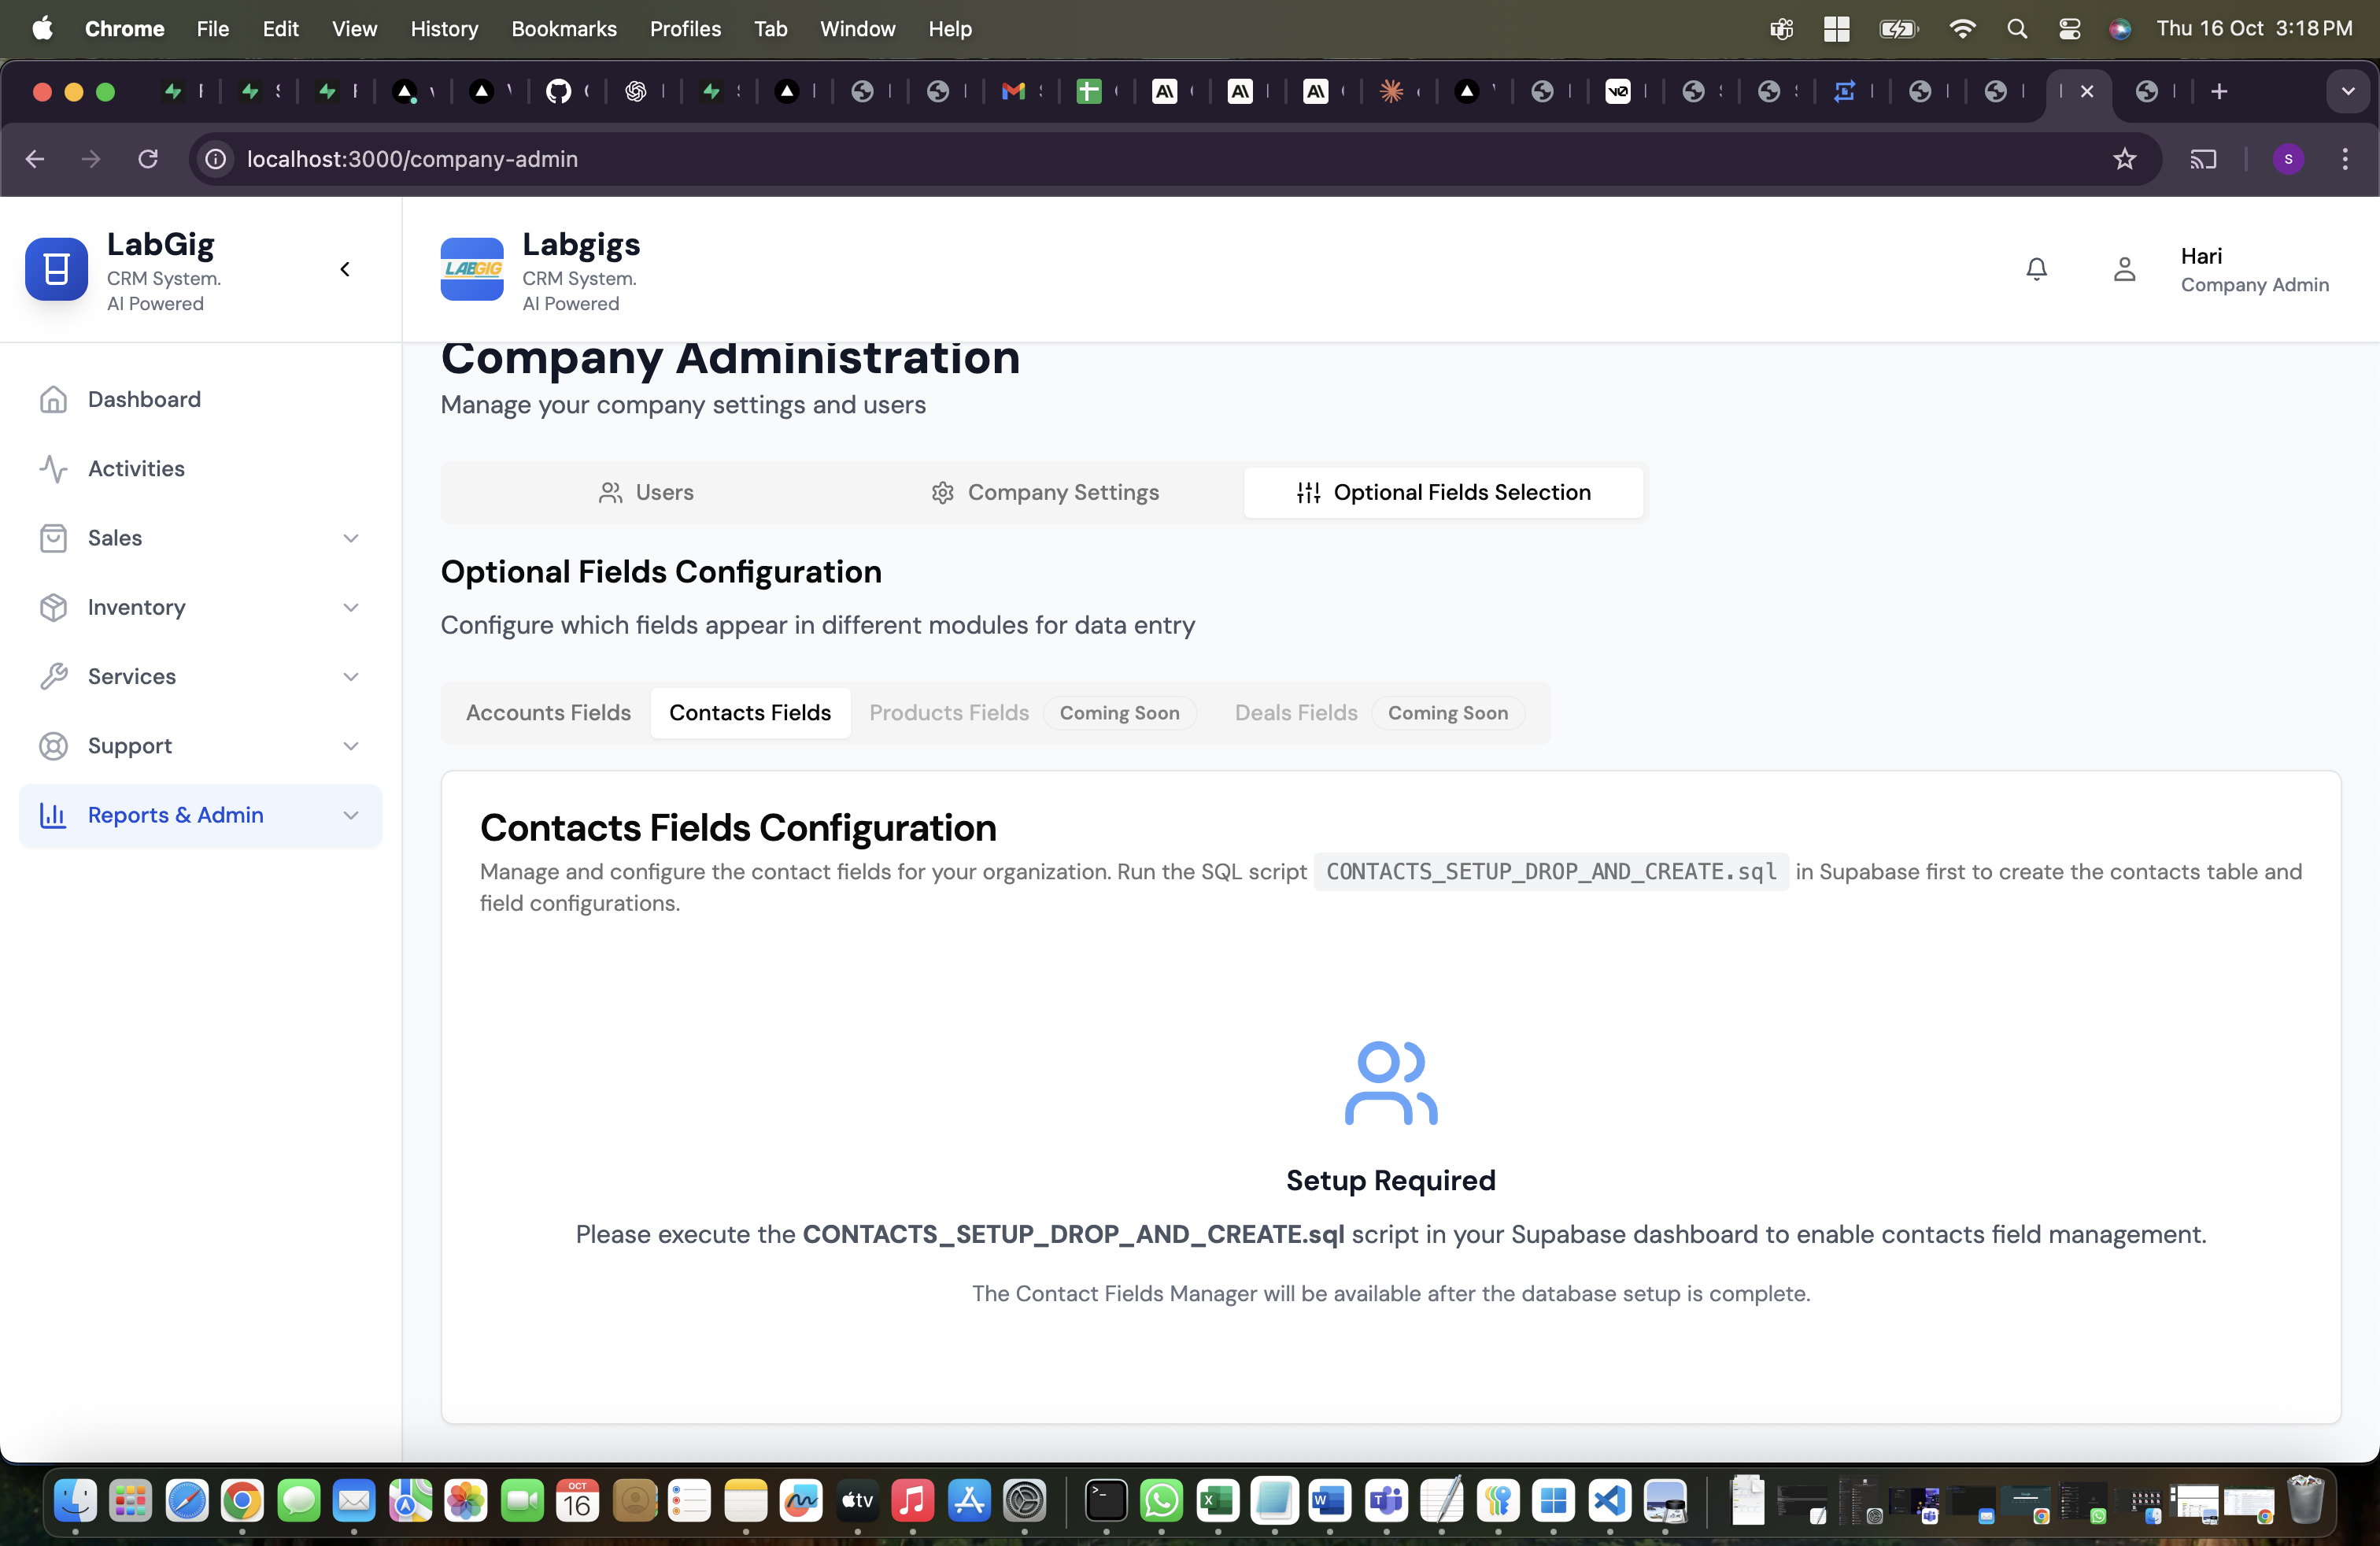 Chrome File Edit View History Bookmarks Profiles Tab Window Help
Thu 16 Oct 3:18 PM
localhost:3000/company-admin
S
LabGig
CRM System.
AI Powered
LABGIG
Labgigs
CRM System.
AI Powered
Hari
Company Admin
Dashboard
Activities
Sales
Inventory
Services
Support
Reports & Admin
Company Administration
Manage your company settings and users
Users Company Settings Optional Fields Selection
Optional Fields Configuration
Configure which fields appear in different modules for data entry
Accounts Fields Contacts Fields Products Fields Coming Soon Deals Fields Coming Soon
Contacts Fields Configuration
Manage and configure the contact fields for your organization. Run the SQL script CONTACTS_SETUP_DROP_AND_CREATE.sql in Supabase first to create the contacts table and
field configurations.
Setup Required
Please execute the CONTACTS_SETUP_DROP_AND_CREATE.sql script in your Supabase dashboard to enable contacts field management.
The Contact Fields Manager will be available after the database setup is complete.
OCT
16
tv